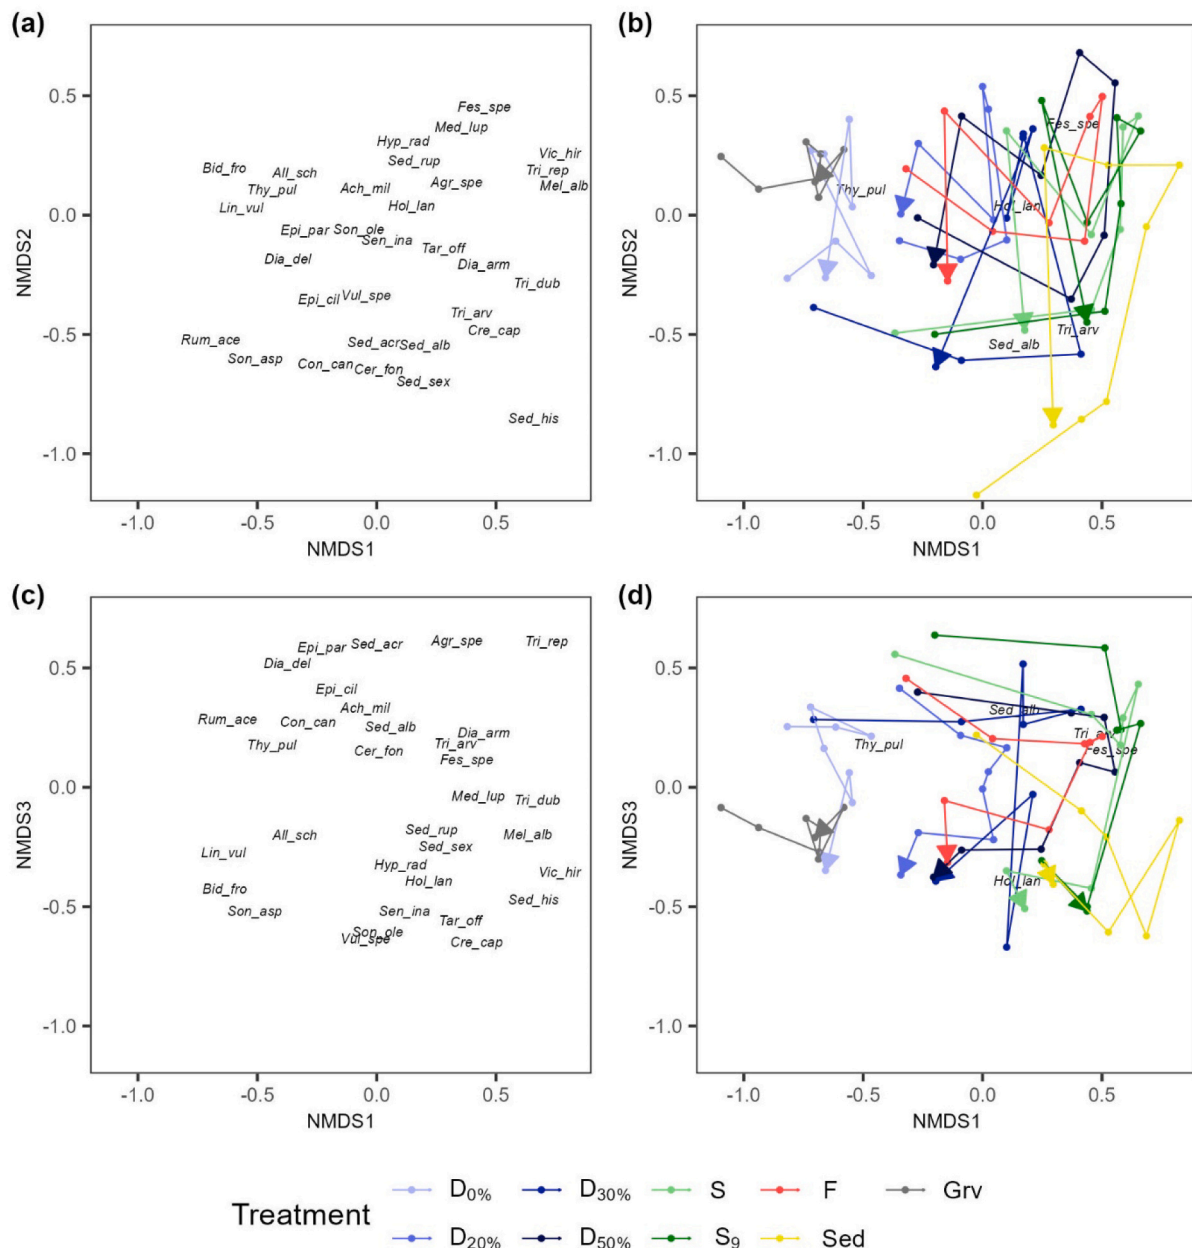 (a)
NMDS2
0.5
0.0
-0.5
-1.0
Fes_spe
Med_lup
Hyp_rad
Vic_hir
Bid_fro
All_sch
Sed_rup
Tri_rep
Thy_pul
Ach_mil
Agr_spe
Mel_alb
Lin_vul
Hol_lan
Epi_par
Son_ole
Sen_ina
Tar_off
Dia_del
Dia_arm
Tri_dub
Epi_cil
Vul_spe
Tri_arv
Cre_cap
Rum_ace
Sed_acr
Sed_alb
Son_asp
Con_can
Cer_fon
Sed_sex
Sed_his
-1.0 -0.5 0.0 0.5
NMDS1
(b)
NMDS2
0.5
0.0
-0.5
-1.0
Fes_spe
Thy_pul
Hol_lan
Tri_arv
Sed_alb
-1.0 -0.5 0.0 0.5
NMDS1
(c)
NMDS3
0.5
0.0
-0.5
-1.0
Epi_par
Sed_acr
Agr_spe
Tri_rep
Dia_del
Epi_cil
Ach_mil
Rum_ace
Con_can
Sed_alb
Dia_arm
Thy_pul
Cer_fon
Tri_arv
Fes_spe
Med_lup
Tri_dub
All_sch
Sed_rup
Mel_alb
Lin_vul
Sed_sex
Hyp_rad
Vic_hir
Bid_fro
Hol_lan
Sed_his
Son_asp
Sen_ina
Tar_off
Son_ole
Vul_spe
Cre_cap
-1.0 -0.5 0.0 0.5
NMDS1
(d)
NMDS3
0.5
0.0
-0.5
-1.0
Sed_alb
Thy_pul
Tri_arv
Fes_spe
Hol_lan
-1.0 -0.5 0.0 0.5
NMDS1
Treatment
D0% D30% S F Grv
D20% D50% S9 Sed